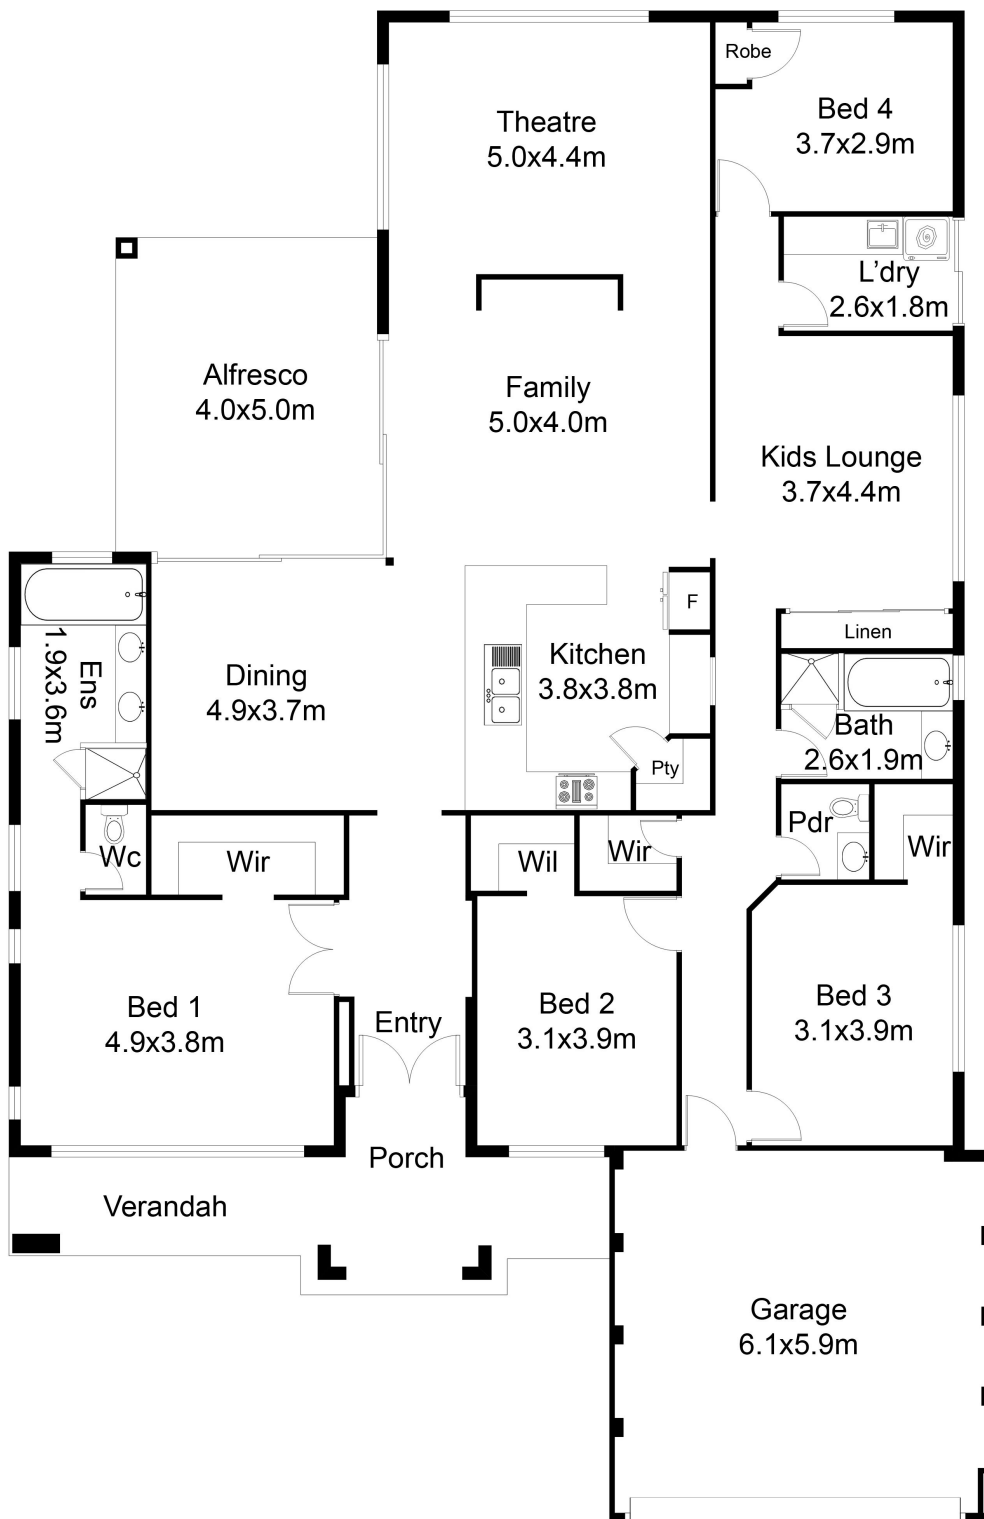 Robe
Theatre
5.0x4.4m
Bed 4
3.7x2.9m
L’dry
2.6x1.8m
Alfresco
4.0x5.0m
Family
5.0x4.0m
Kids Lounge
3.7x4.4m
Linen
F
Ens
1.9x3.6m
Dining
4.9x3.7m
Kitchen
3.8x3.8m
Pty
Bath
2.6x1.9m
Wc
Wir
Wil
Wir
Pdr
Wir
Bed 1
4.9x3.8m
Entry
Bed 2
3.1x3.9m
Bed 3
3.1x3.9m
Porch
Verandah
Garage
6.1x5.9m